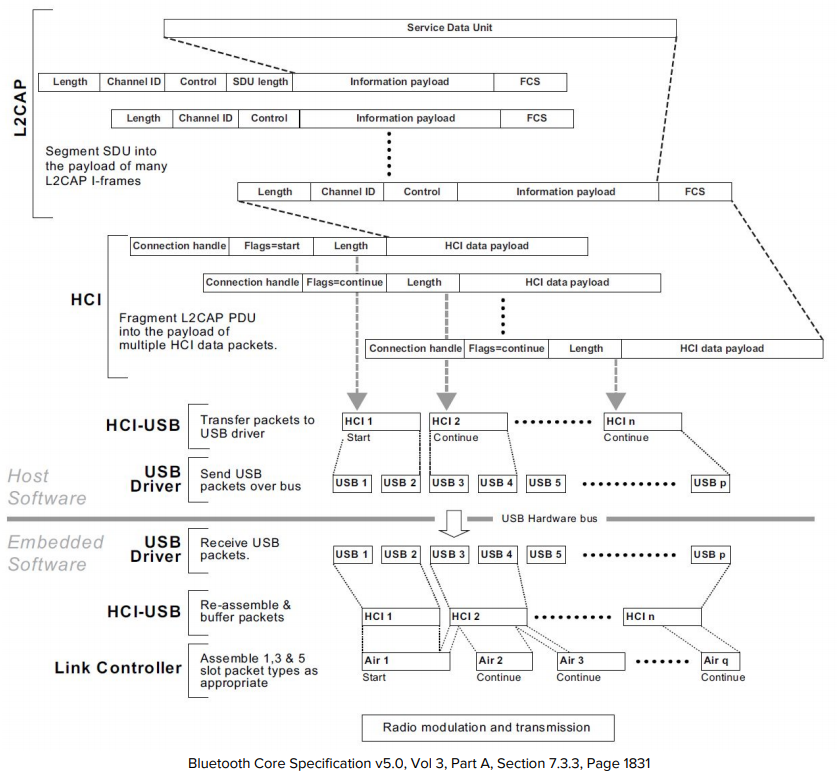 Service Data Unit
L2CAP
Length Channel ID Control SDU length Information payload FCS
Length Channel ID Control Information payload FCS
Segment SDU into
the payload of many
L2CAP I-frames
Length Channel ID Control Information payload FCS
HCI
Connection handle Flags=start Length HCI data payload
Connection handle Flags=continue Length HCI data payload
Fragment L2CAP PDU
into the payload of
multiple HCI data packets.
Connection handle Flags=continue Length HCI data payload
HCI-USB
Transfer packets to
USB driver
HCI 1 HCI 2 HCI n
Start Continue Continue
Host
Software
USB
Driver
Send USB
packets over bus
USB 1 USB 2 USB 3 USB 4 USB 5 USB p
USB Hardware bus
Embedded
Software
USB
Driver
Receive USB
packets.
USB 1 USB 2 USB 3 USB 4 USB 5 USB p
HCI-USB
Re-assemble &
buffer packets
HCI 1 HCI 2 HCI n
Link Controller
Assemble 1,3 & 5
slot packet types as
appropriate
Air 1 Air 2 Air 3 Air q
Start Continue Continue Continue
Radio modulation and transmission
Bluetooth Core Specification v5.0, Vol 3, Part A, Section 7.3.3, Page 1831